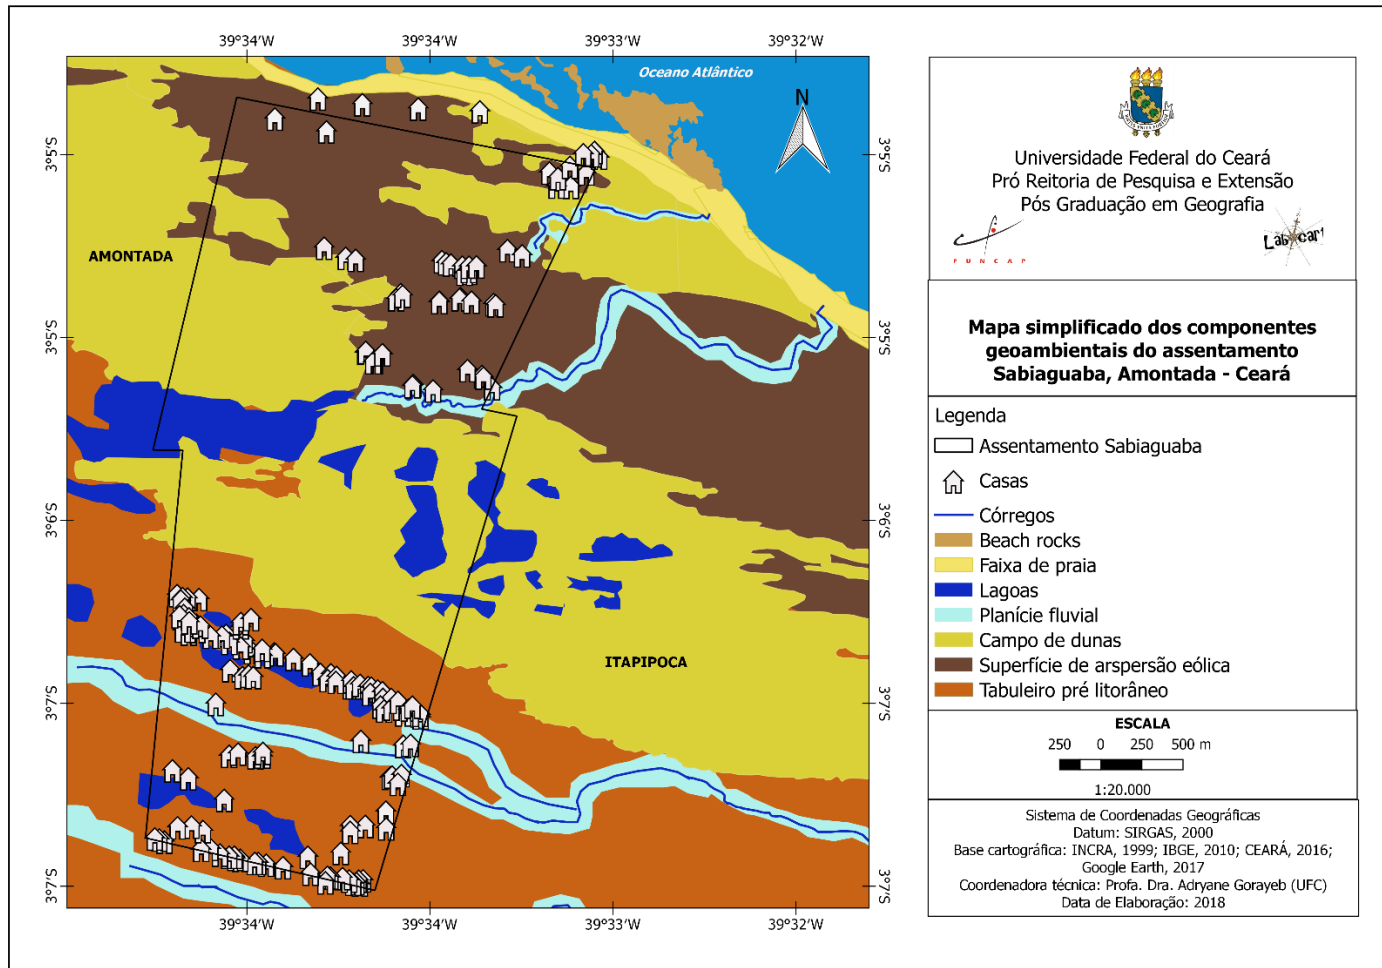 39°34'W
39°34'W
39°33'W
39°32'W
Oceano Atlântico
N
3°5'S
3°5'S
AMONTADA
3°5'S
3°5'S
3°6'S
3°6'S
ITAPIPOCA
3°7'S
3°7'S
3°7'S
3°7'S
39°34'W
39°34'W
39°33'W
39°32'W
Universidade Federal do Ceará
Pró Reitoria de Pesquisa e Extensão
Pós Graduação em Geografia
FUNCAP
Labocart
Mapa simplificado dos componentes
geoambientais do assentamento
Sabiaguaba, Amontada - Ceará
Legenda
Assentamento Sabiaguaba
Casas
Córregos
Beach rocks
Faixa de praia
Lagoas
Planície fluvial
Campo de dunas
Superfície de arspersão eólica
Tabuleiro pré litorâneo
ESCALA
250 0 250 500 m
1:20.000
Sistema de Coordenadas Geográficas
Datum: SIRGAS, 2000
Base cartográfica: INCRA, 1999; IBGE, 2010; CEARÁ, 2016;
Google Earth, 2017
Coordenadora técnica: Profa. Dra. Adryane Gorayeb (UFC)
Data de Elaboração: 2018